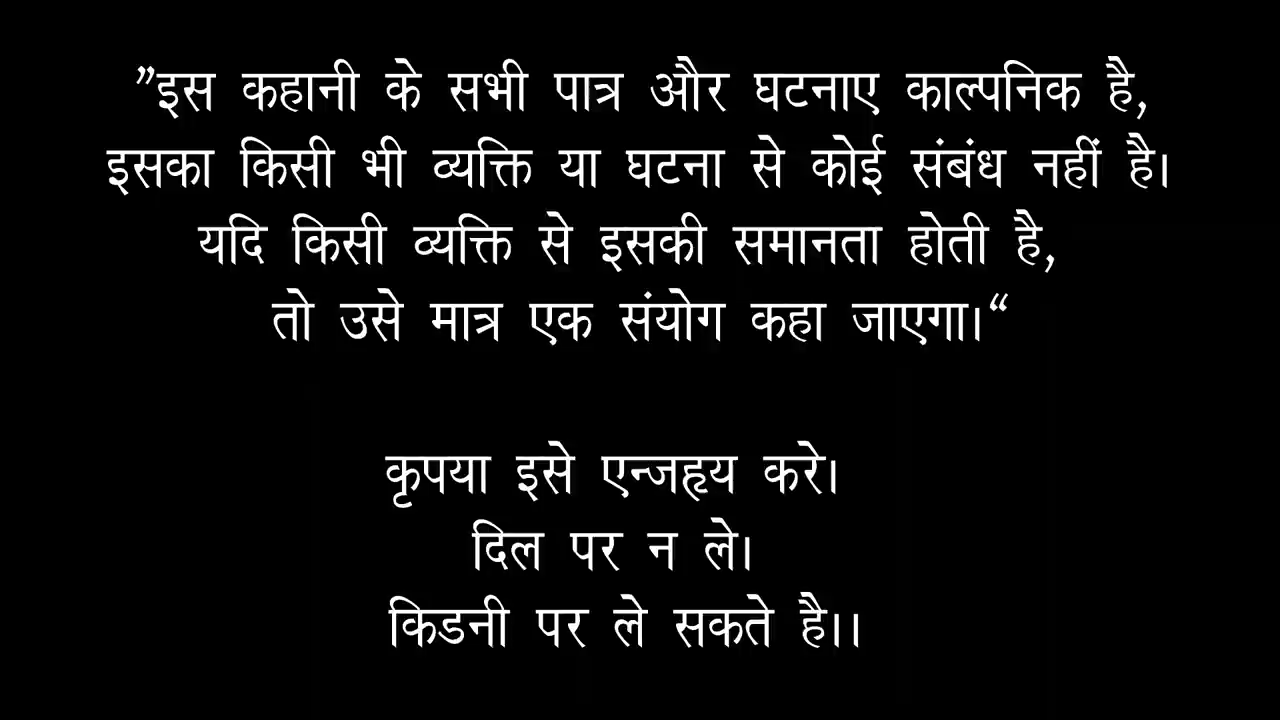 ”इस कहानी के सभी पात्र और घटनाए काल्पनिक है,
इसका किसी भी व्यक्ति या घटना से कोई संबंध नहीं है।
यदि किसी व्यक्ति से इसकी समानता होती है,
तो उसे मात्र एक संयोग कहा जाएगा।“
कृपया इसे एन्जहृय करे।
दिल पर न ले।
किडनी पर ले सकते है।।